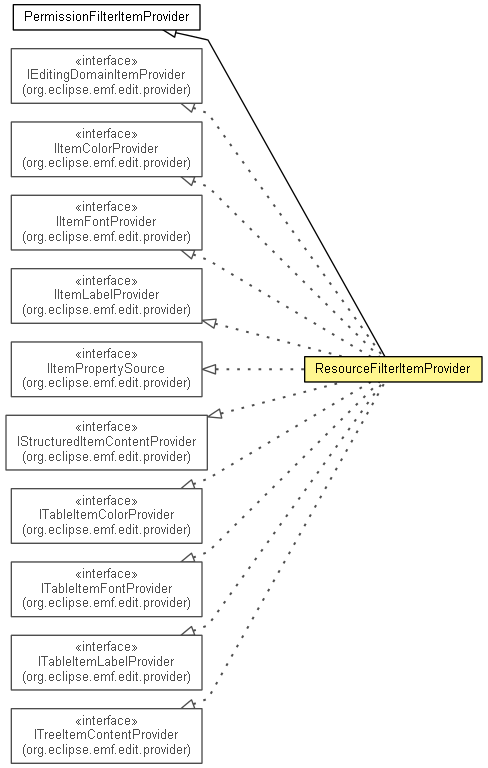 PermissionFilterItemProvider
«interface»
IEditingDomainItemProvider
(org.eclipse.emf.edit.provider)
«interface»
IItemColorProvider
(org.eclipse.emf.edit.provider)
«interface»
IItemFontProvider
(org.eclipse.emf.edit.provider)
«interface»
IItemLabelProvider
(org.eclipse.emf.edit.provider)
«interface»
IItemPropertySource
(org.eclipse.emf.edit.provider)
ResourceFilterItemProvider
«interface»
IStructuredItemContentProvider
(org.eclipse.emf.edit.provider)
«interface»
ITableItemColorProvider
(org.eclipse.emf.edit.provider)
«interface»
ITableItemFontProvider
(org.eclipse.emf.edit.provider)
«interface»
ITableItemLabelProvider
(org.eclipse.emf.edit.provider)
«interface»
ITreeItemContentProvider
(org.eclipse.emf.edit.provider)